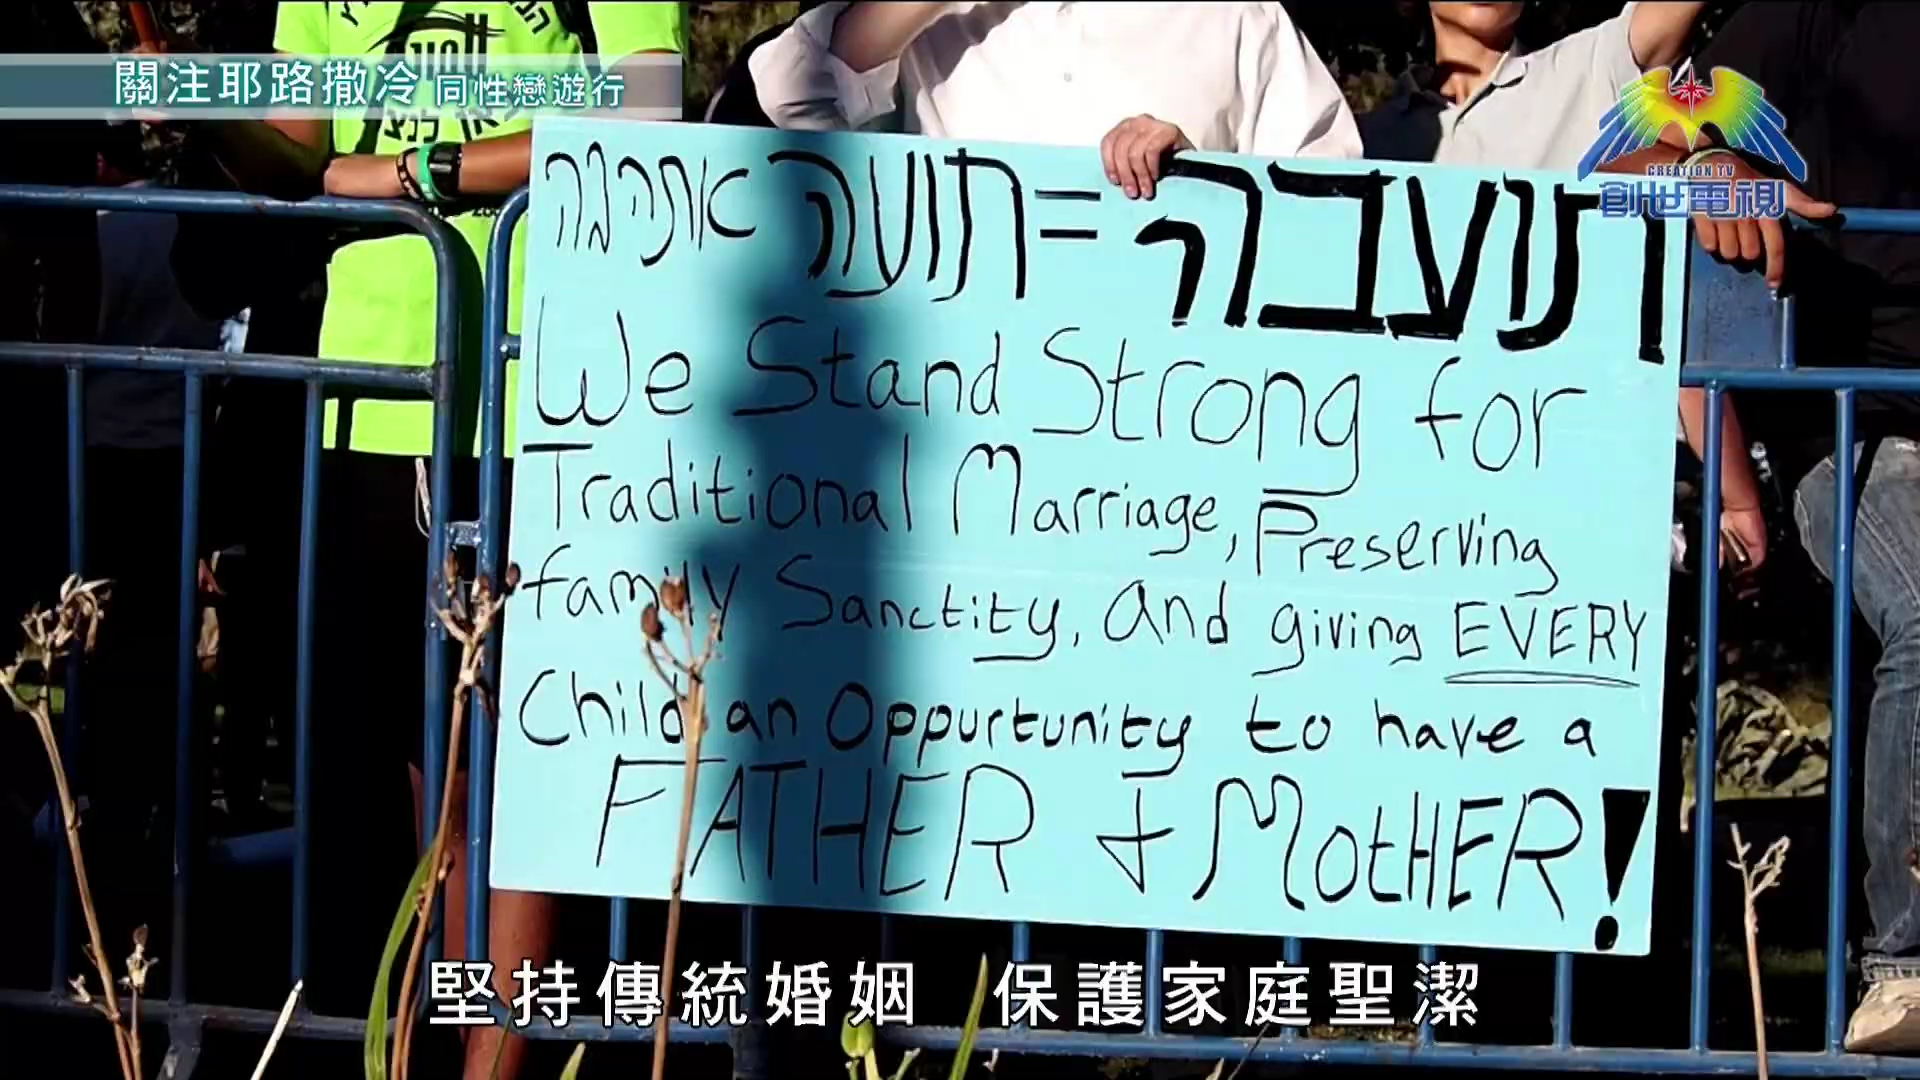 關注耶路撒冷 同性戀遊行
CREATION TV
創世電視
תועבה = תועה אתה בה
We Stand Strong for
Traditional Marriage, Preserving
family Sanctity, and giving EVERY
Child an Oppurtunity to have a
FATHER + MotHER!
堅持傳統婚姻 保護家庭聖潔